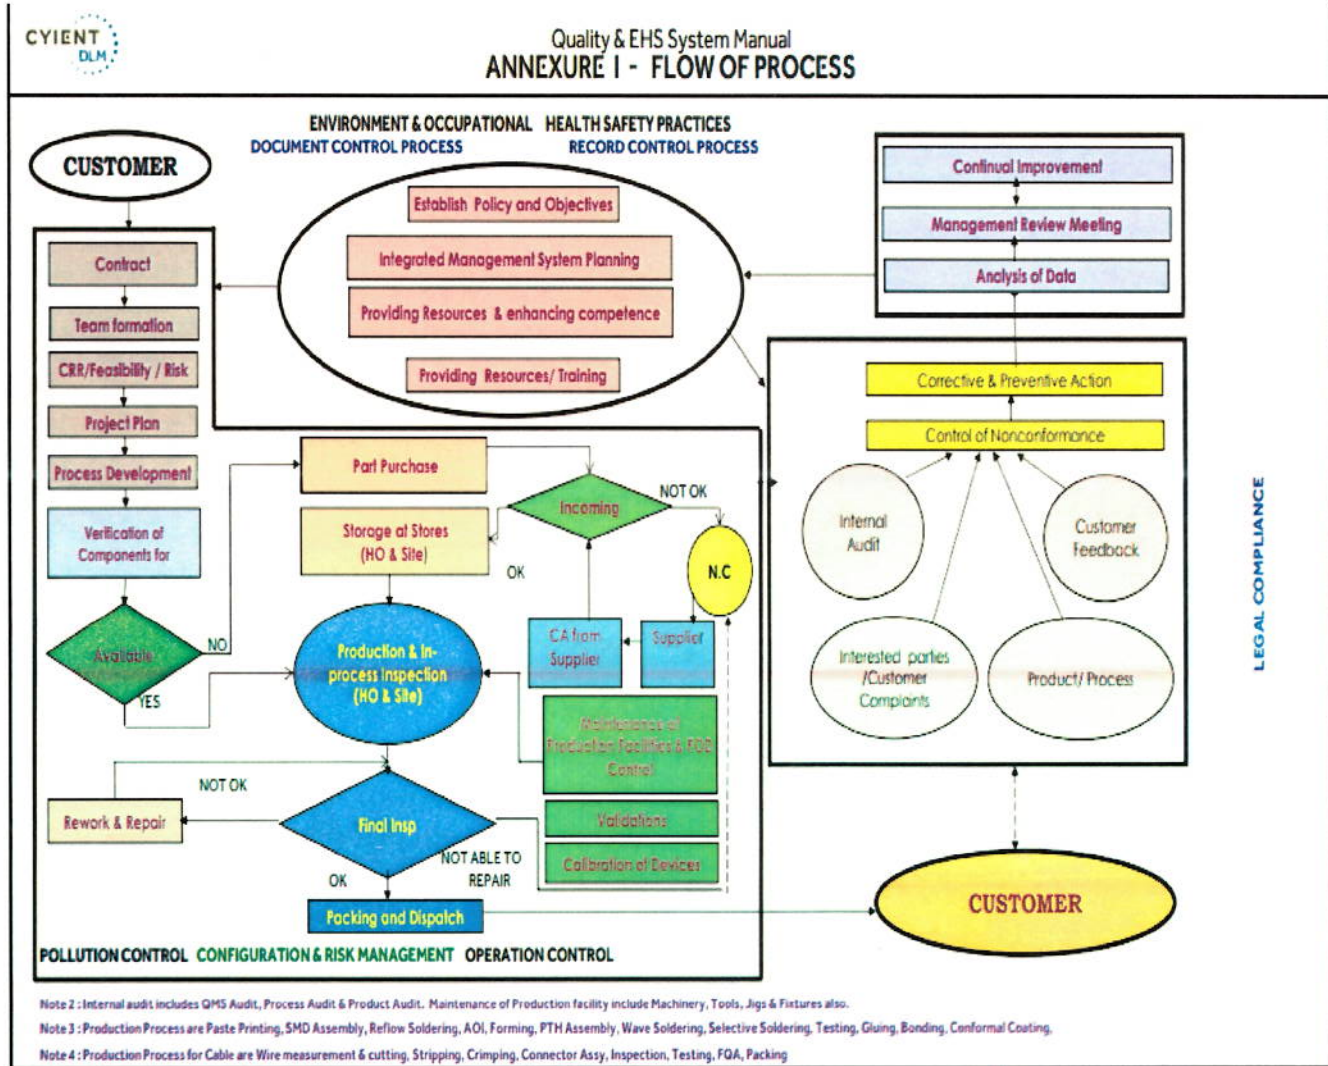 CYIENT
DLM
Quality & EHS System Manual
ANNEXURE I - FLOW OF PROCESS
ENVIRONMENT & OCCUPATIONAL HEALTH SAFETY PRACTICES
DOCUMENT CONTROL PROCESS RECORD CONTROL PROCESS
CUSTOMER
Establish Policy and Objectives
Integrated Management System Planning
Providing Resources & enhancing competence
Providing Resources/ Training
Continual Improvement
Management Review Meeting
Analysis of Data
Contract
Team formation
CRR/Feasibility / Risk
Project Plan
Process Development
Verification of
Components for
Available
NO
YES
Part Purchase
Storage at Stores
(HO & Site)
Incoming
NOT OK
OK
N.C
Supplier
CA from
Supplier
Production & In-
process Inspection
(HO & Site)
Maintenance of
Production Facilities & FOD
Control
Validations
Calibration of Devices
NOT OK
Rework & Repair
Final Insp
NOT ABLE TO
REPAIR
OK
Packing and Dispatch
POLLUTION CONTROL CONFIGURATION & RISK MANAGEMENT OPERATION CONTROL
Corrective & Preventive Action
Control of Nonconformance
Internal
Audit
Customer
Feedback
Interested parties
/Customer
Complaints
Product/ Process
CUSTOMER
LEGAL COMPLIANCE
Note 2 : Internal audit includes QMS Audit, Process Audit & Product Audit. Maintenance of Production facility include Machinery, Tools, Jigs & Fixtures also.
Note 3 : Production Process are Paste Printing, SMD Assembly, Reflow Soldering, AOI, Forming, PTH Assembly, Wave Soldering, Selective Soldering, Testing, Gluing, Bonding, Conformal Coating,
Note 4 : Production Process for Cable are Wire measurement & cutting, Stripping, Crimping, Connector Assy, Inspection, Testing, FQA, Packing